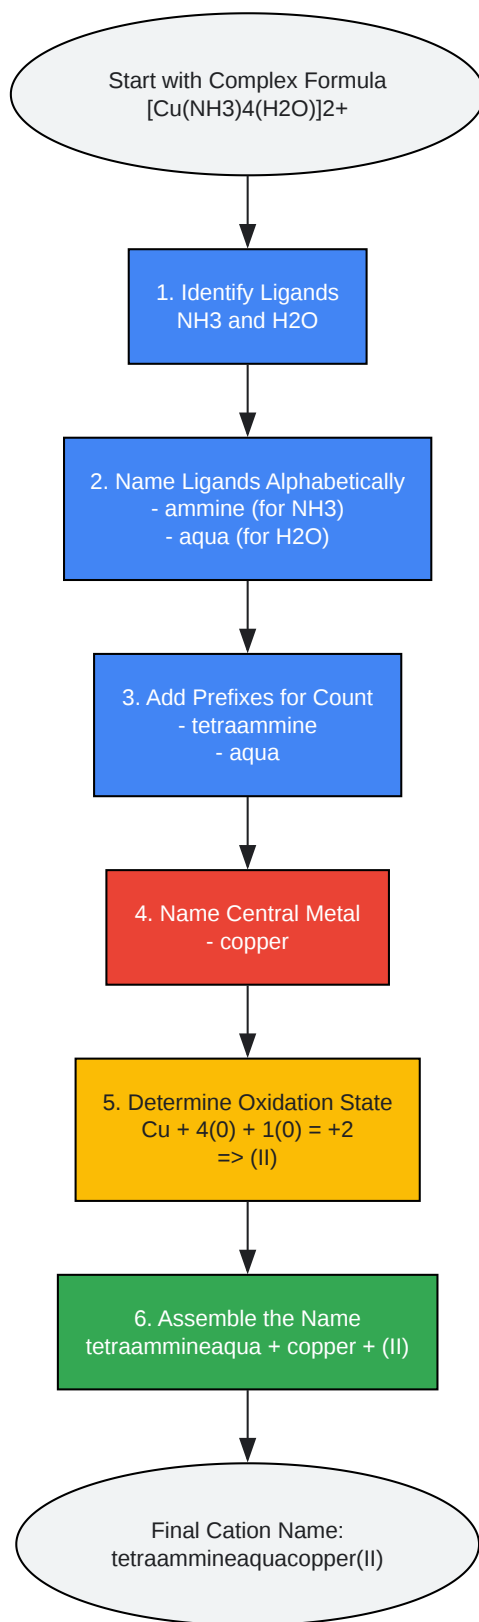 Start with Complex Formula
[Cu(NH3)4(H2O)]2+
1. Identify Ligands
NH3 and H2O
2. Name Ligands Alphabetically
- ammine (for NH3)
- aqua (for H2O)
3. Add Prefixes for Count
- tetraammine
- aqua
4. Name Central Metal
- copper
5. Determine Oxidation State
Cu + 4(0) + 1(0) = +2
=> (II)
6. Assemble the Name
tetraammineaqua + copper + (II)
Final Cation Name:
tetraammineaquacopper(II)